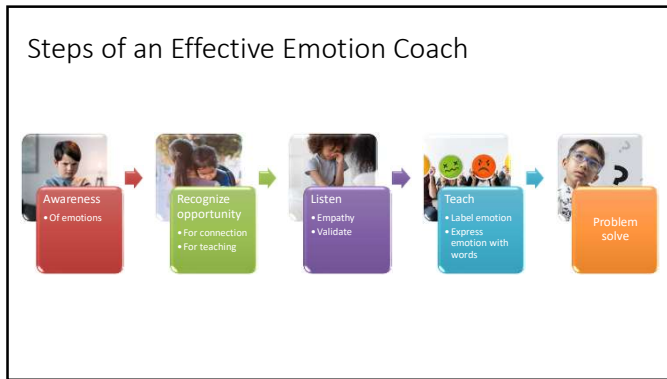 Steps of an Effective Emotion Coach
Awareness
• Of emotions
Recognize
opportunity
• For connection
• For teaching
Listen
• Empathy
• Validate
Teach
• Label emotion
• Express
emotion with
words
?
Problem
solve